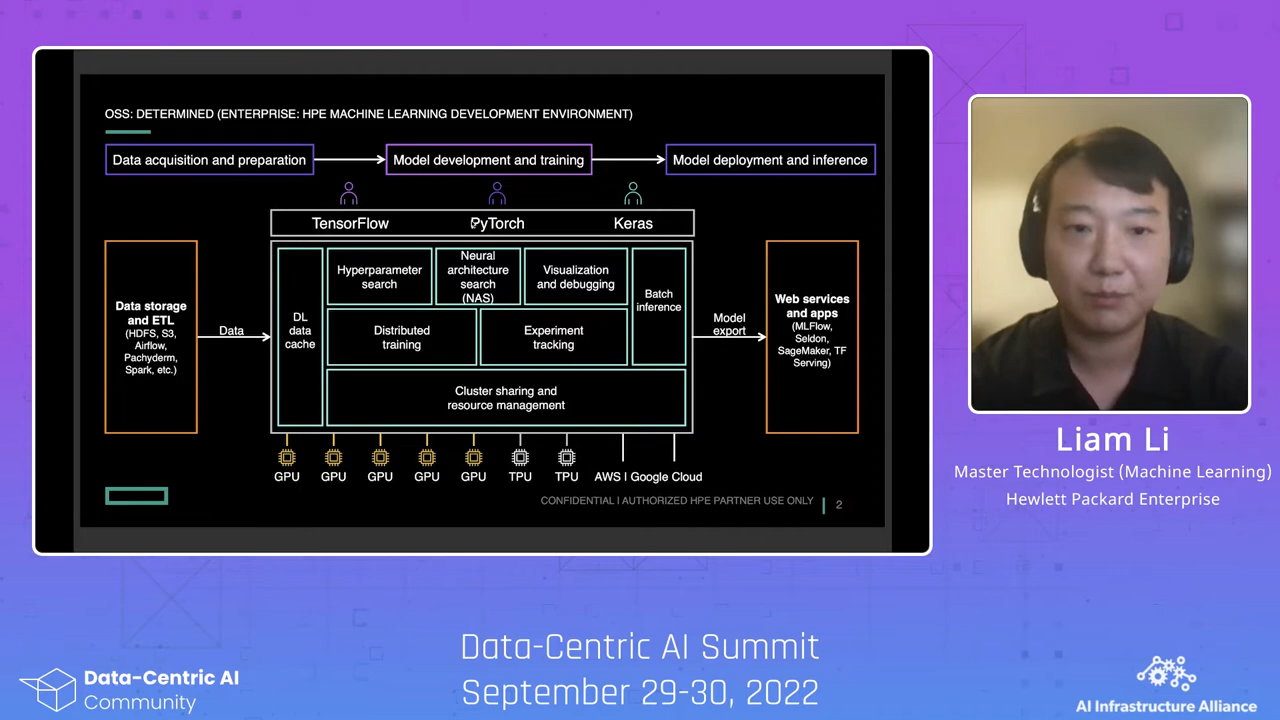 OSS: DETERMINED (ENTERPRISE: HPE MACHINE LEARNING DEVELOPMENT ENVIRONMENT)
Data acquisition and preparation
Model development and training
Model deployment and inference
TensorFlow
PyTorch
Keras
Data storage
and ETL
(HDFS, S3,
Airflow,
Pachyderm,
Spark, etc.)
Data
DL
data
cache
Hyperparameter
search
Neural
architecture
search
(NAS)
Visualization
and debugging
Batch
inference
Distributed
training
Experiment
tracking
Cluster sharing and
resource management
Model
export
Web services
and apps
(MLFlow,
Seldon,
SageMaker, TF
Serving)
GPU
GPU
GPU
GPU
GPU
TPU
TPU
AWS | Google Cloud
CONFIDENTIAL | AUTHORIZED HPE PARTNER USE ONLY
2
Liam Li
Master Technologist (Machine Learning)
Hewlett Packard Enterprise
Data-Centric AI Summit
September 29-30, 2022
Data-Centric AI
Community
AI Infrastructure Alliance